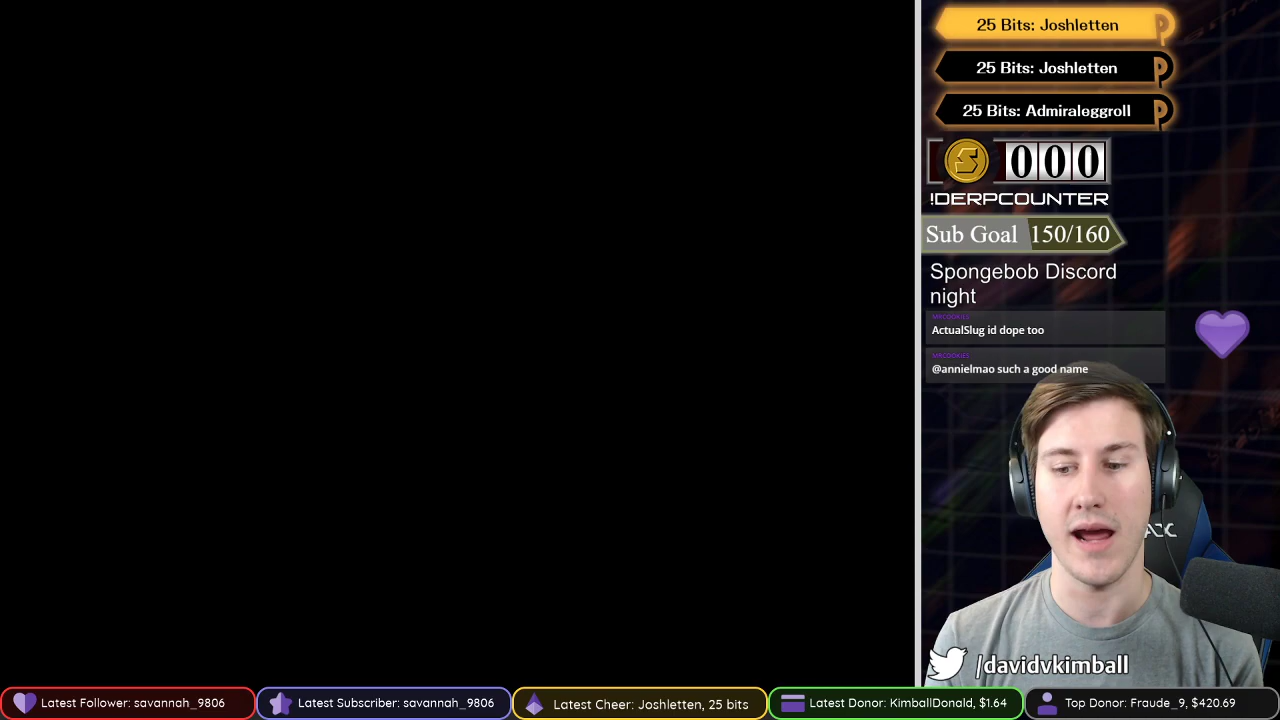 25 Bits: Joshletten
25 Bits: Joshletten
25 Bits: Admiraleggroll
000
!DERPCOUNTER
Sub Goal 150/160
Spongebob Discord
night
MRCOOKIES
ActualSlug id dope too
MRCOOKIES
@annielmao such a good name
/davidvkimball
Latest Follower: savannah_9806
Latest Subscriber: savannah_9806
Latest Cheer: Joshletten, 25 bits
Latest Donor: KimballDonald, $1.64
Top Donor: Fraude_9, $420.69